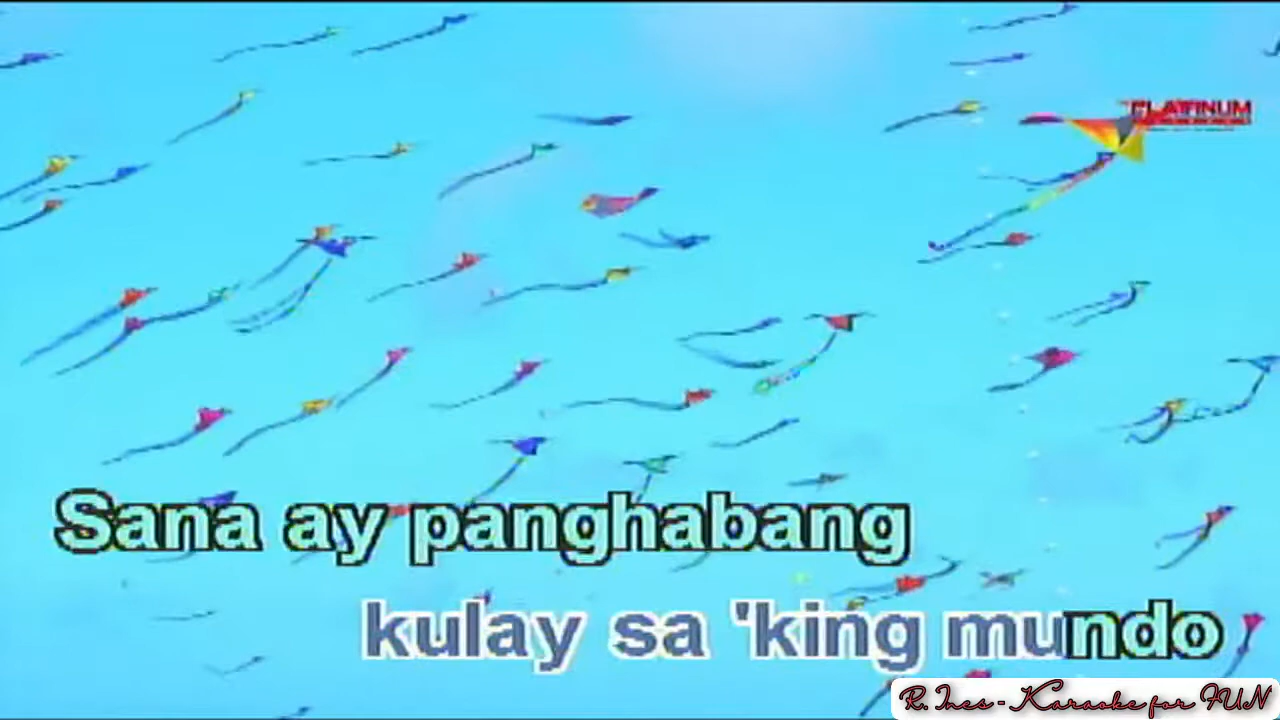 PLATINUM
Sana ay panghabang
kulay sa 'king mundo
R. Ines - Karaoke for FUN